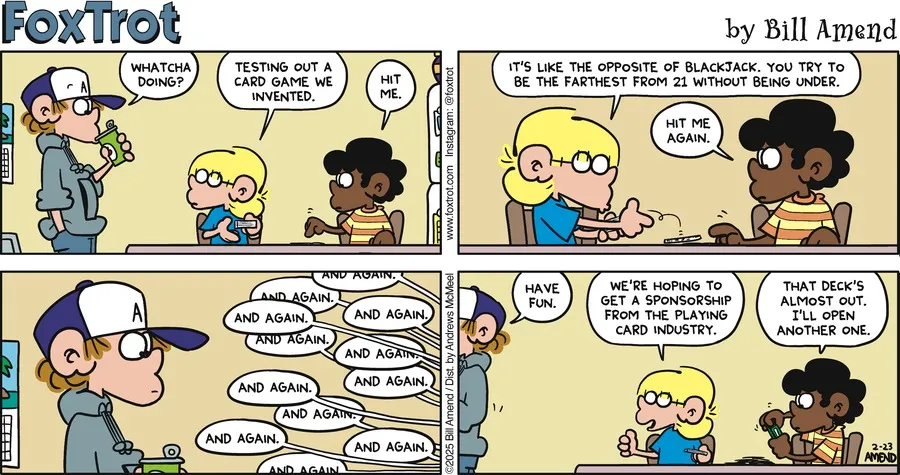 FOXTROT
by Bill Amend
WHATCHA
DOING?
TESTING OUT A
CARD GAME WE
INVENTED.
HIT
ME.
A
www.foxtrot.com Instagram: @foxtrot
IT'S LIKE THE OPPOSITE OF BLACKJACK. YOU TRY TO
BE THE FARTHEST FROM 21 WITHOUT BEING UNDER.
HIT ME
AGAIN.
A
AND AGAIN.
AND AGAIN.
AND AGAIN.
AND AGAIN.
AND AGAIN.
AND AGAIN.
AND AGAIN.
AND AGAIN.
AND AGAIN.
AND AGAIN.
AND AGAIN.
AND AGAIN.
©2025 Bill Amend / Dist. by Andrews McMeel
HAVE
FUN.
WE'RE HOPING TO
GET A SPONSORSHIP
FROM THE PLAYING
CARD INDUSTRY.
THAT DECK'S
ALMOST OUT.
I'LL OPEN
ANOTHER ONE.
2-23
AMEND